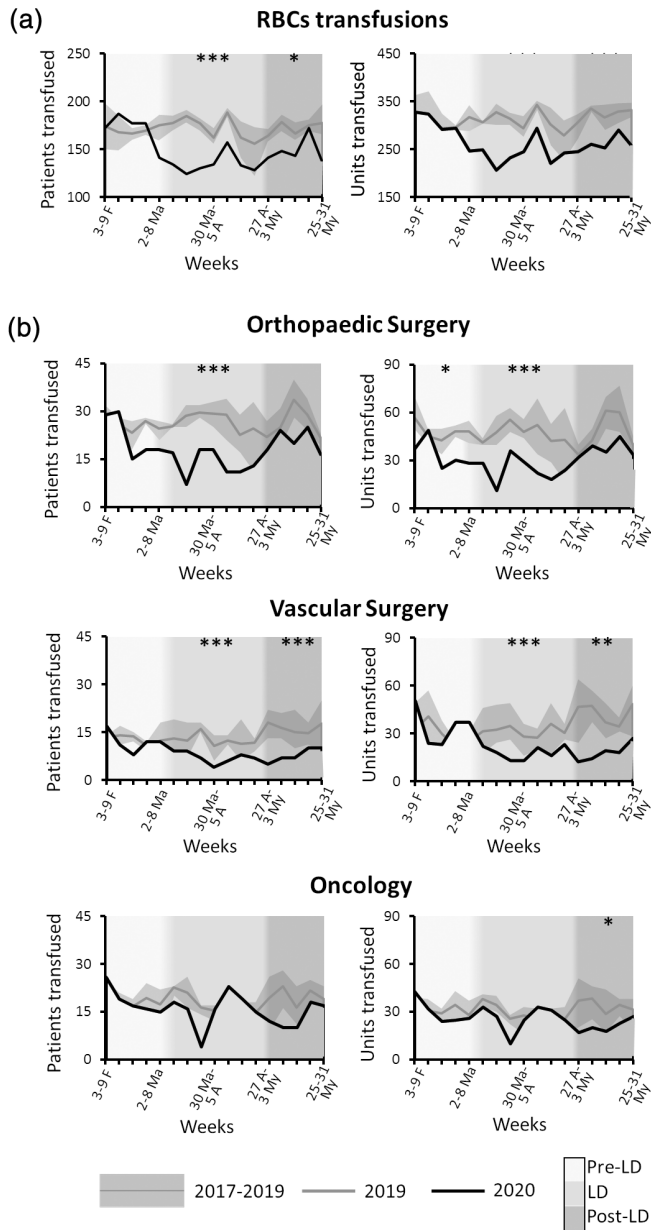 (a)
RBCs transfusions
Patients transfused
250
200
150
100
***
*
3-9 F
2-8 Ma
30 Ma-
5 A
27 A-
3 My
25-31
My
Weeks
Units transfused
450
350
250
150
3-9 F
2-8 Ma
30 Ma-
5 A
27 A-
3 My
25-31
My
Weeks
(b)
Orthopaedic Surgery
Patients transfused
45
30
15
0
***
3-9 F
2-8 Ma
30 Ma-
5 A
27 A-
3 My
25-31
My
Weeks
Units transfused
90
60
30
0
*
***
3-9 F
2-8 Ma
30 Ma-
5 A
27 A-
3 My
25-31
My
Weeks
Vascular Surgery
Patients transfused
45
30
15
0
***
***
3-9 F
2-8 Ma
30 Ma-
5 A
27 A-
3 My
25-31
My
Weeks
Units transfused
90
60
30
0
***
**
3-9 F
2-8 Ma
30 Ma-
5 A
27 A-
3 My
25-31
My
Weeks
Oncology
Patients transfused
45
30
15
0
3-9 F
2-8 Ma
30 Ma-
5 A
27 A-
3 My
25-31
My
Weeks
Units transfused
90
60
30
0
*
3-9 F
2-8 Ma
30 Ma-
5 A
27 A-
3 My
25-31
My
Weeks
2017-2019
2019
2020
Pre-LD
LD
Post-LD